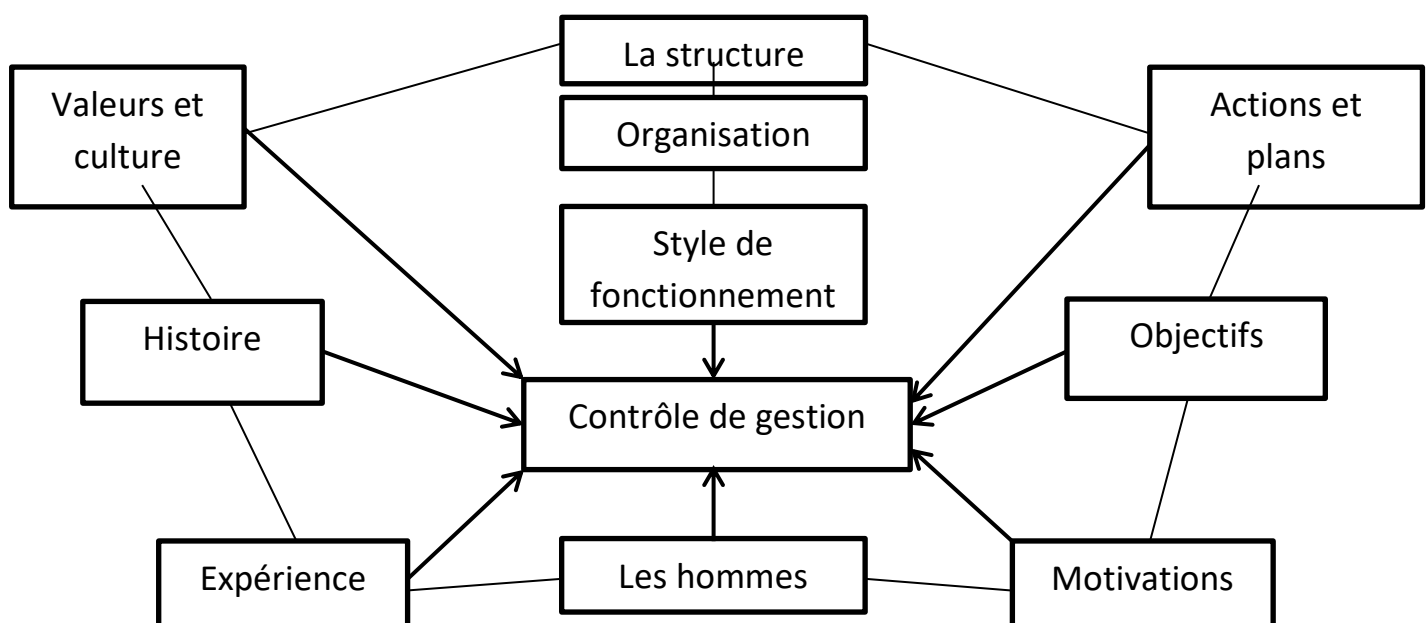 La structure
Valeurs et
culture
Actions et
plans
Organisation
Style de
fonctionnement
Histoire
Objectifs
Contrôle de gestion
Expérience
Les hommes
Motivations